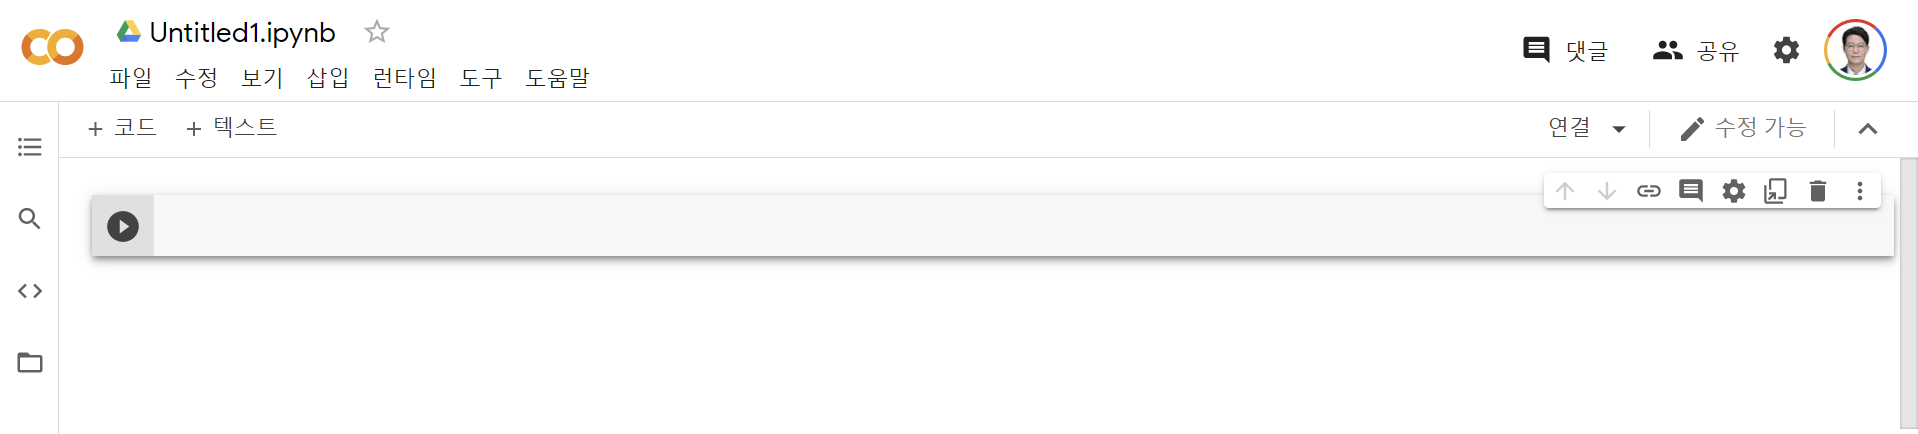 Untitled1.ipynb
댓글 공유
파일 수정 보기 삽입 런타임 도구 도움말
+ 코드 + 텍스트 연결 수정 가능